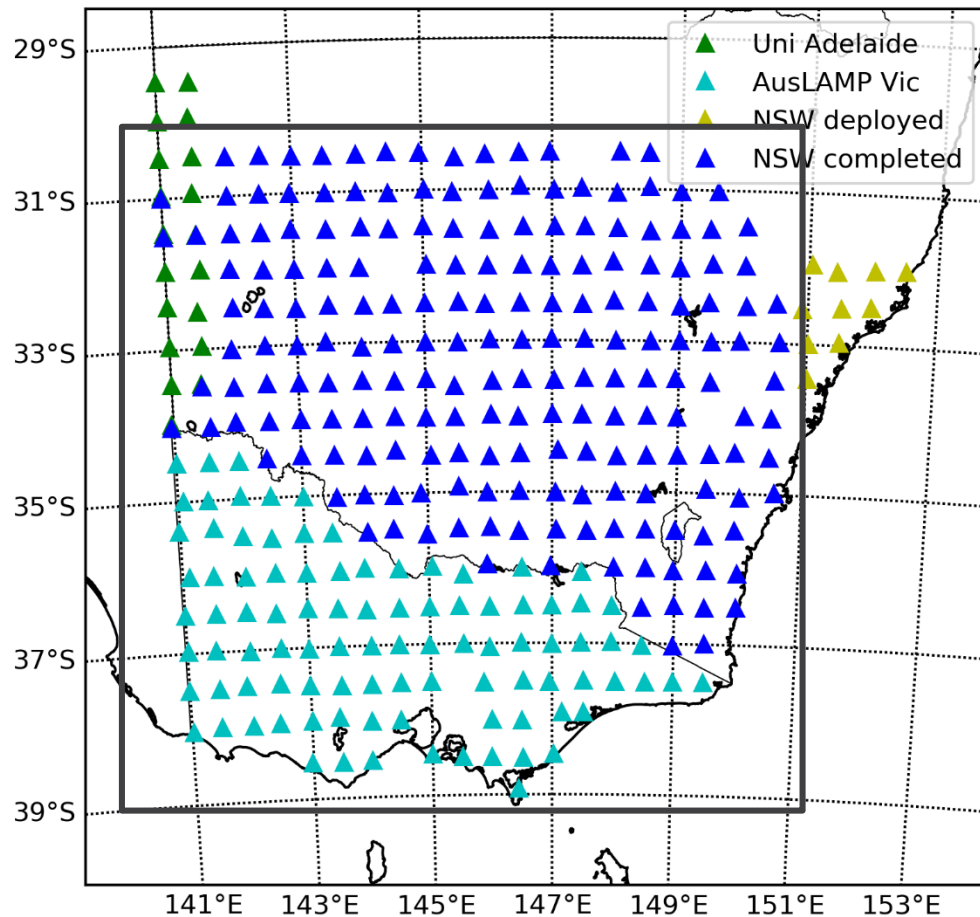 Uni Adelaide
AusLAMP Vic
NSW deployed
NSW completed
29°S
31°S
33°S
35°S
37°S
39°S
141°E 143°E 145°E 147°E 149°E 151°E 153°E